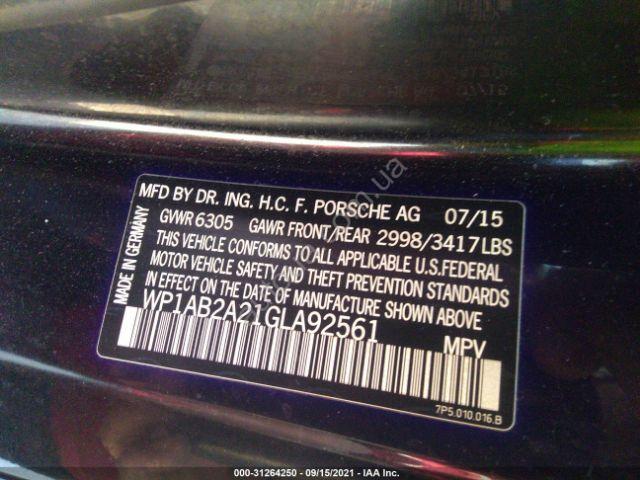 MFD BY DR. ING. H.C. F. PORSCHE AG 07/15
GVWR 6305 GAWR FRONT/REAR 2998/3417LBS
THIS VEHICLE CONFORMS TO ALL APPLICABLE U.S.FEDERAL
MOTOR VEHICLE SAFETY AND THEFT PREVENTION STANDARDS
IN EFFECT ON THE DATE OF MANUFACTURE SHOWN ABOVE
WP1AB2A21GLA92561
MPV
7P5.010.016.B
MADE IN GERMANY
000-31264250 - 09/15/2021 - IAA Inc.